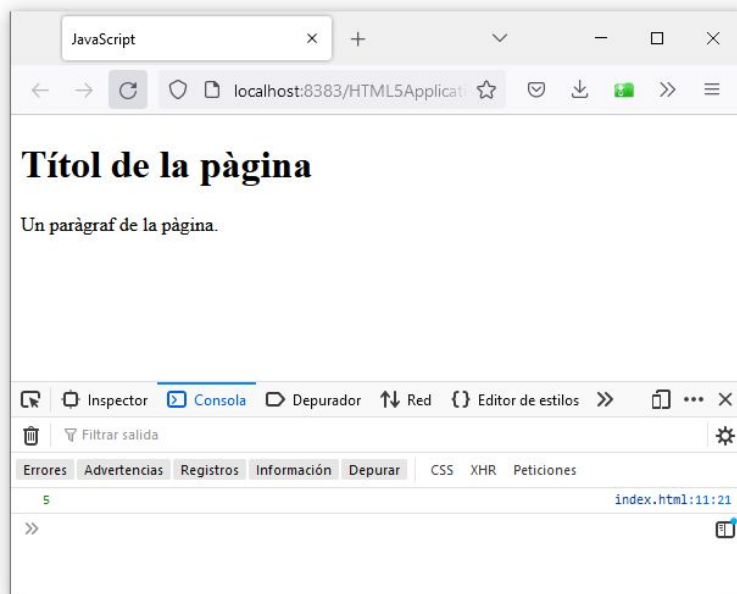 JavaScript
localhost:8383/HTML5Applicati
Títol de la pàgina
Un paràgraf de la pàgina.
Inspector Consola Depurador Red Editor de estilos
Filtrar salida
Errores Advertencias Registros Información Depurar CSS XHR Peticiones
5 index.html:11:21